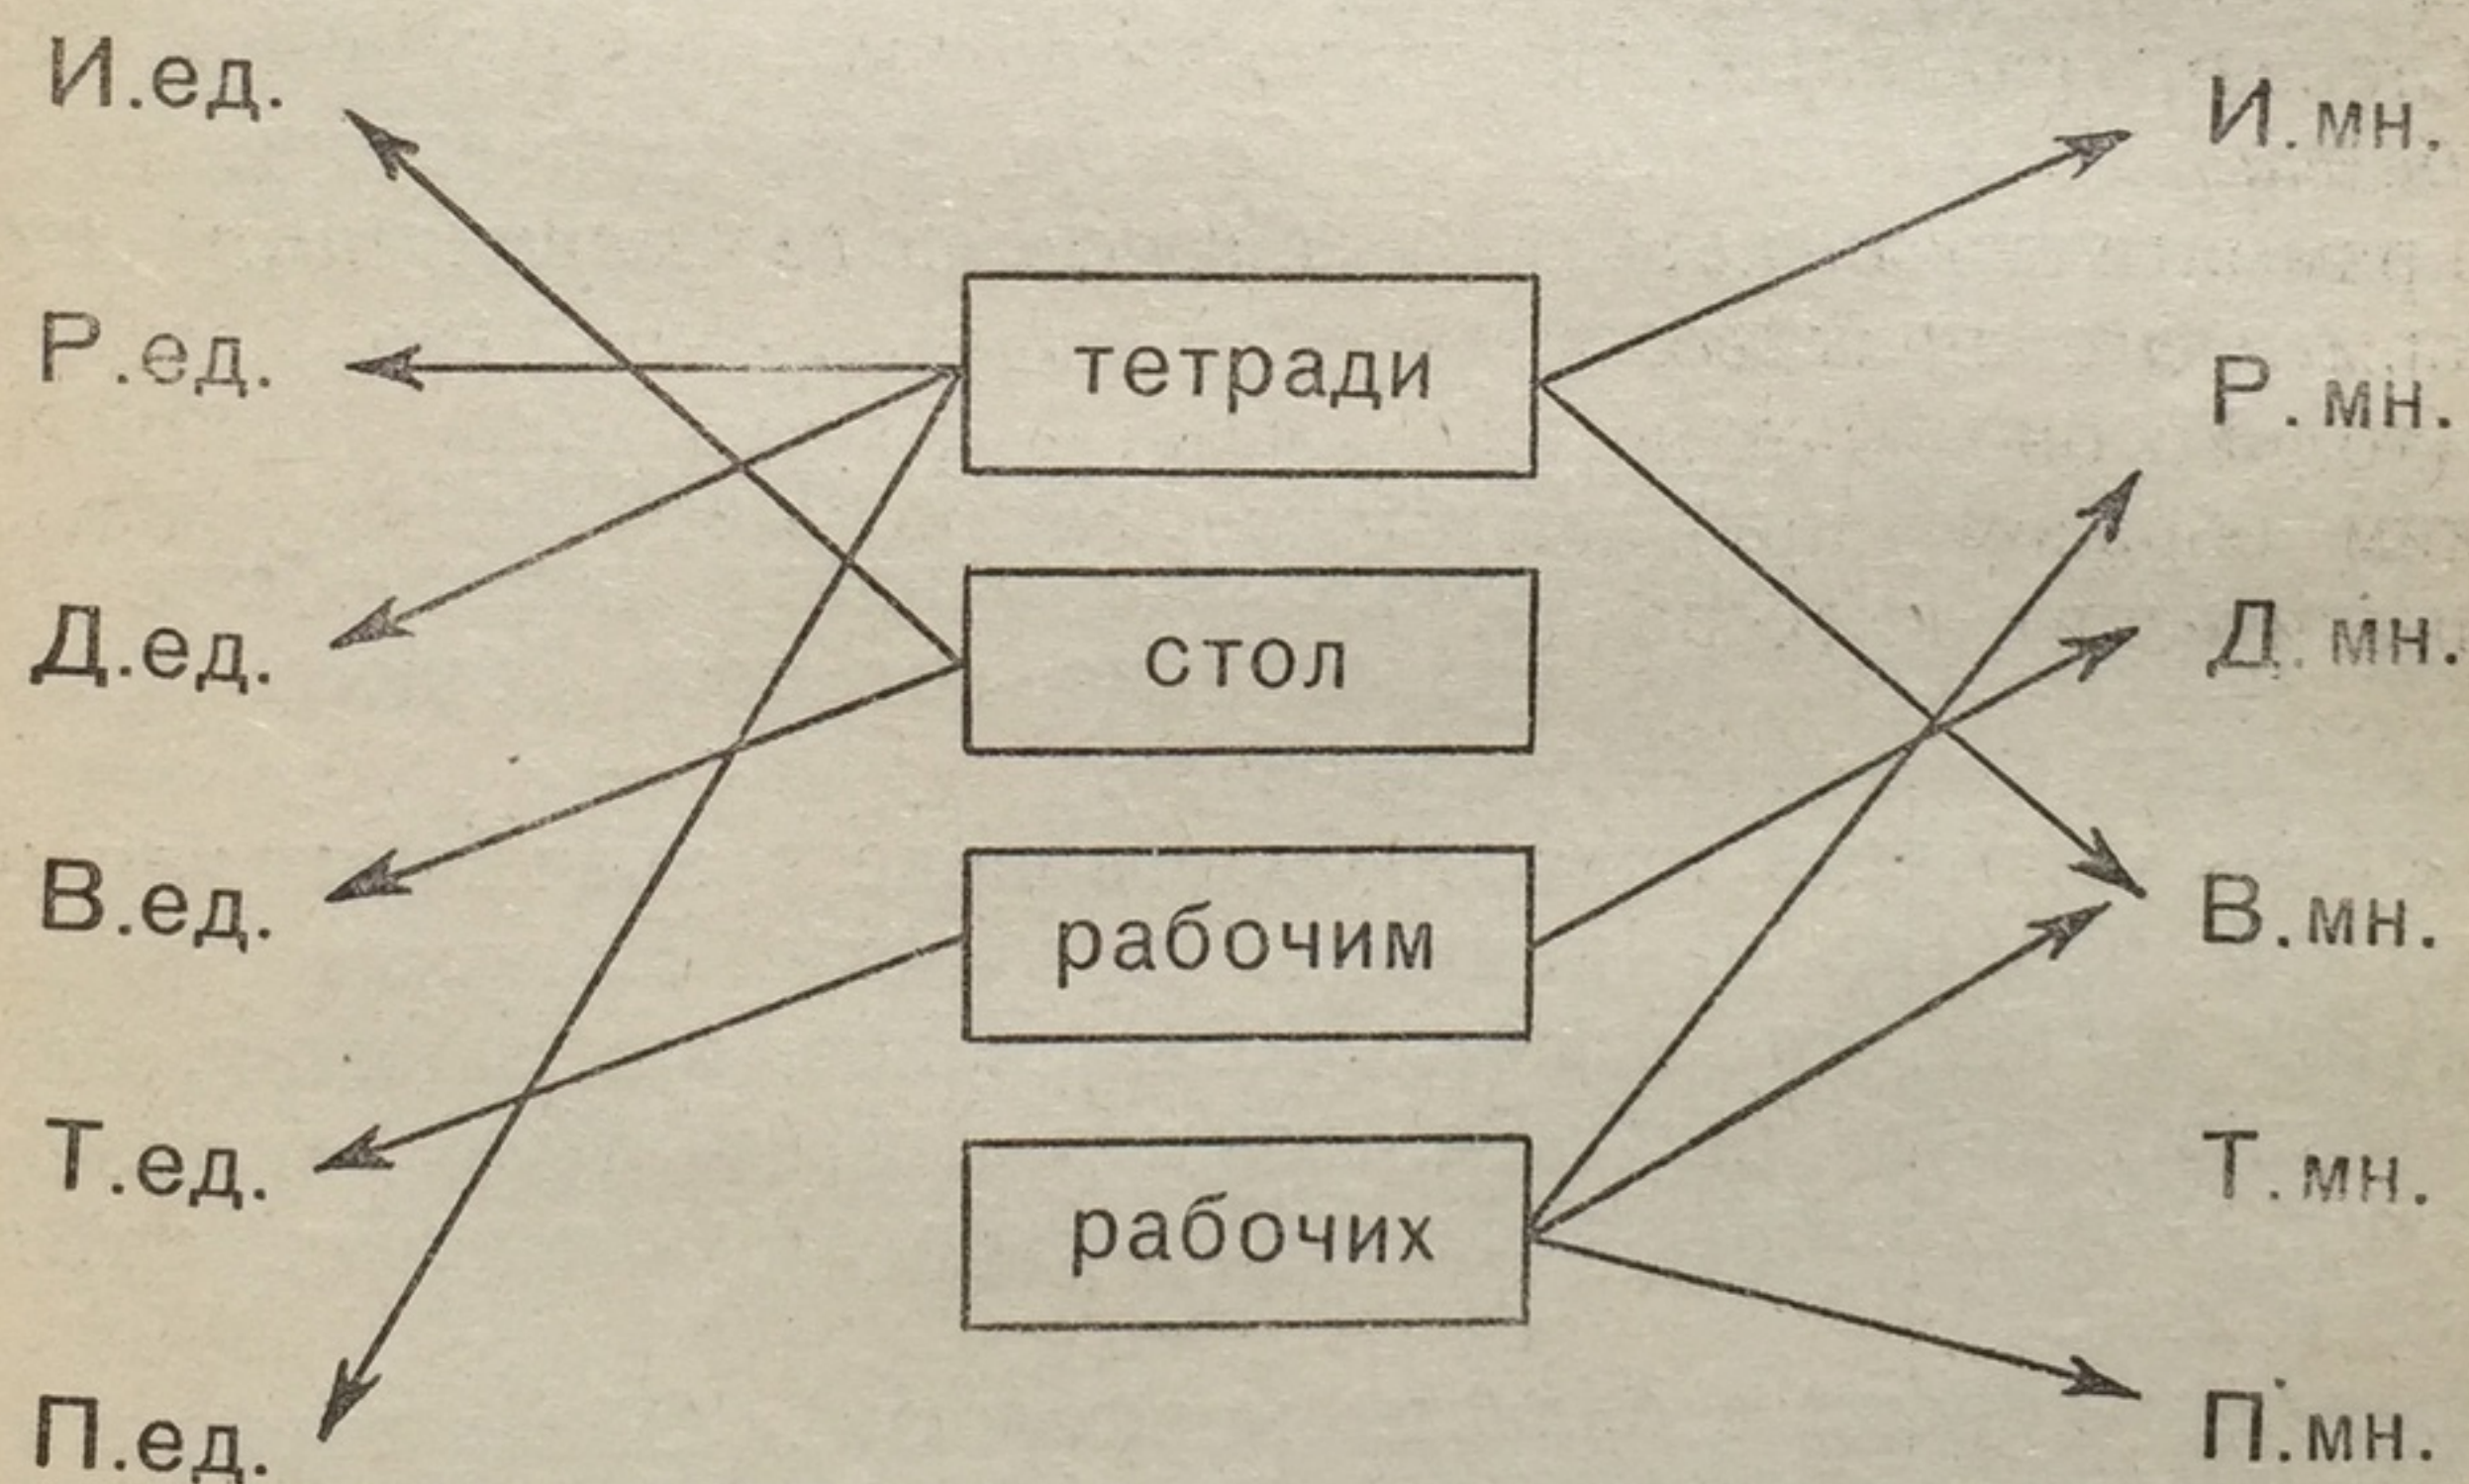 И.ед.
И.мн.
Р.ед.
тетради
Р.мн.
Д.ед.
стол
Д.мн.
В.ед.
рабочим
В.мн.
Т.ед.
рабочих
Т.мн.
П.ед.
П.мн.